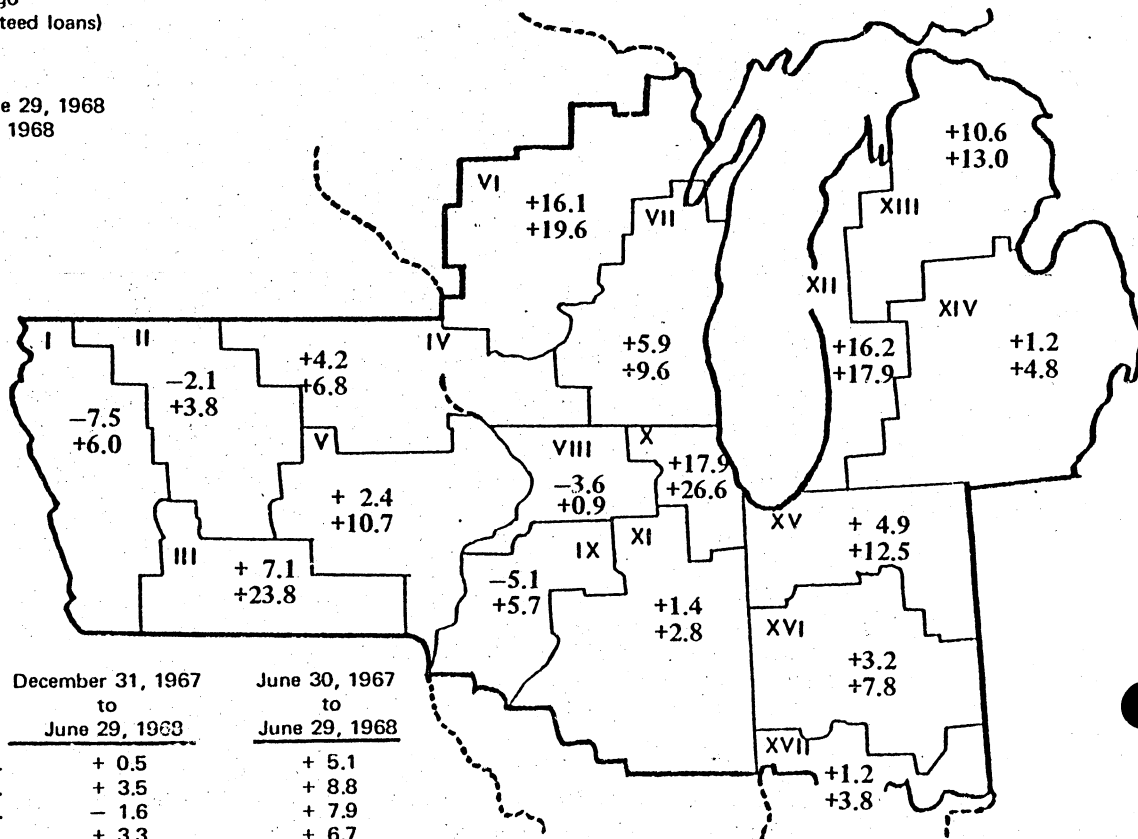 teed loans)
e 29, 1968
1968
+10.6
+13.0
VI
+16.1
+19.6
VII
XIII
XII
XIV
I
II
IV
+4.2
+6.8
+5.9
+9.6
+16.2
+17.9
+1.2
+4.8
−2.1
+3.8
−7.5
+6.0
V
VIII
X
+17.9
+26.6
−3.6
+0.9
+ 2.4
+10.7
XV
+ 4.9
+12.5
III
IX
XI
+ 7.1
+23.8
−5.1
+5.7
+1.4
+2.8
XVI
+3.2
+7.8
XVII
+1.2
+3.8
December 31, 1967 June 30, 1967
to to
June 29, 1968 June 29, 1968
+ 0.5 + 5.1
+ 3.5 + 8.8
− 1.6 + 7.9
+ 3.3 + 6.7